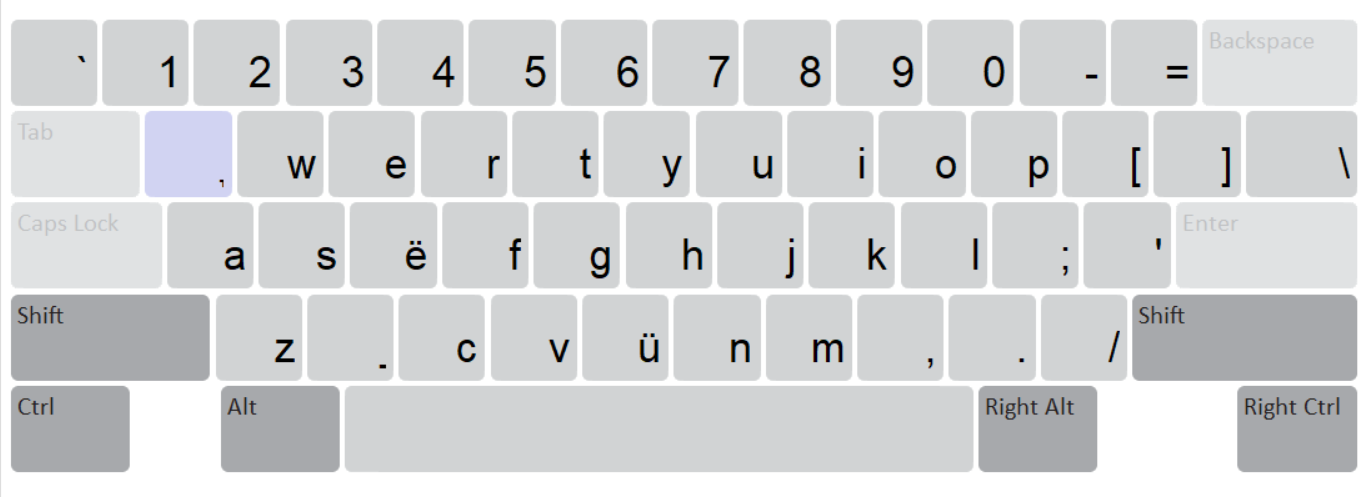 ` 1 2 3 4 5 6 7 8 9 0 - = Backspace
Tab , w e r t y u i o p [ ] \
Caps Lock a s ë f g h j k l ; ' Enter
Shift z . c v ü n m , . / Shift
Ctrl Alt Right Alt Right Ctrl